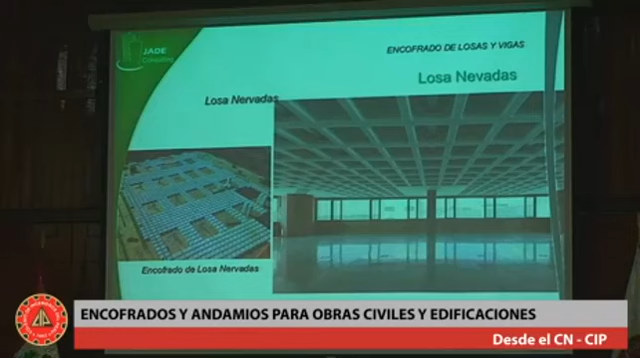 JADE
Consulting
ENCOFRADO DE LOSAS Y VIGAS
Losa Nevadas
Losa Nervadas
Encofrado de Losa Nervadas
ENCOFRADOS Y ANDAMIOS PARA OBRAS CIVILES Y EDIFICACIONES
Desde el CN - CIP